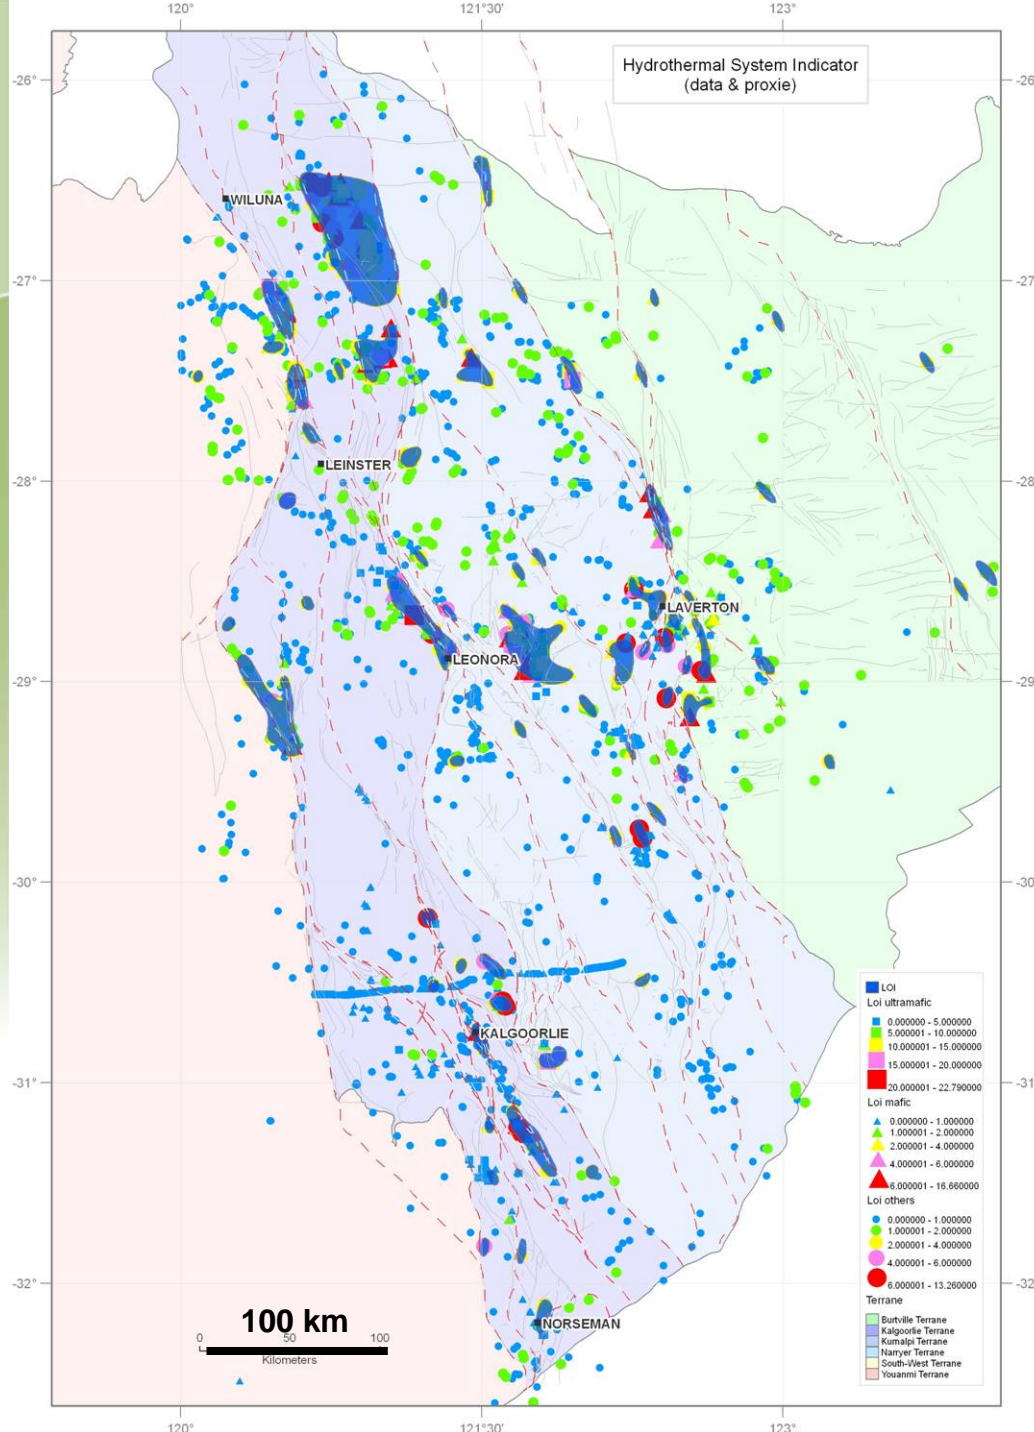 120° 121°30' 123°
Hydrothermal System Indicator
(data & proxie)
-26° -26
WILUNA
-27° -27
LEINSTER
-28° -28
LAVERTON
LEONORA
-29° -29
-30° -30
KALGOORLIE
-31° -31
-32° -32
NORSEMAN
100 km
0 50 100
Kilometers
LOI
Loi ultramafic
0.000000 - 5.000000
5.000001 - 10.000000
10.000001 - 15.000000
15.000001 - 20.000000
20.000001 - 22.790000
Loi mafic
0.000000 - 1.000000
1.000001 - 2.000000
2.000001 - 4.000000
4.000001 - 6.000000
6.000001 - 16.660000
Loi others
0.000000 - 1.000000
1.000001 - 2.000000
2.000001 - 4.000000
4.000001 - 6.000000
6.000001 - 13.260000
Terrane
Burtville Terrane
Kalgoorlie Terrane
Kurnalpi Terrane
Narryer Terrane
South-West Terrane
Youanmi Terrane
120° 121°30' 123°